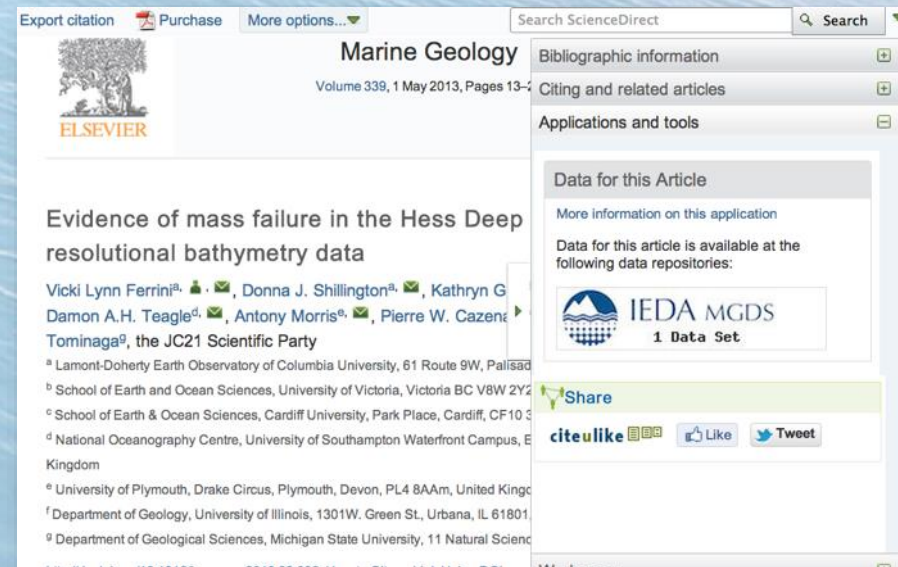 Export citation Purchase More options...
Search ScienceDirect Search
ELSEVIER
Marine Geology
Volume 339, 1 May 2013, Pages 13–
Evidence of mass failure in the Hess Deep
resolutional bathymetry data
Vicki Lynn Ferrini a, , Donna J. Shillington a, , Kathryn G
Damon A.H. Teagle d, , Antony Morris e, , Pierre W. Cazena
Tominaga g, the JC21 Scientific Party
a Lamont-Doherty Earth Observatory of Columbia University, 61 Route 9W, Palisad
b School of Earth and Ocean Sciences, University of Victoria, Victoria BC V8W 2Y2
c School of Earth & Ocean Sciences, Cardiff University, Park Place, Cardiff, CF10 3
d National Oceanography Centre, University of Southampton Waterfront Campus, E
Kingdom
e University of Plymouth, Drake Circus, Plymouth, Devon, PL4 8AAm, United Kingd
f Department of Geology, University of Illinois, 1301W. Green St., Urbana, IL 61801,
g Department of Geological Sciences, Michigan State University, 11 Natural Scienc
Bibliographic information
Citing and related articles
Applications and tools
Data for this Article
More information on this application
Data for this article is available at the
following data repositories:
IEDA MGDS
1 Data Set
Share
citeulike Like Tweet